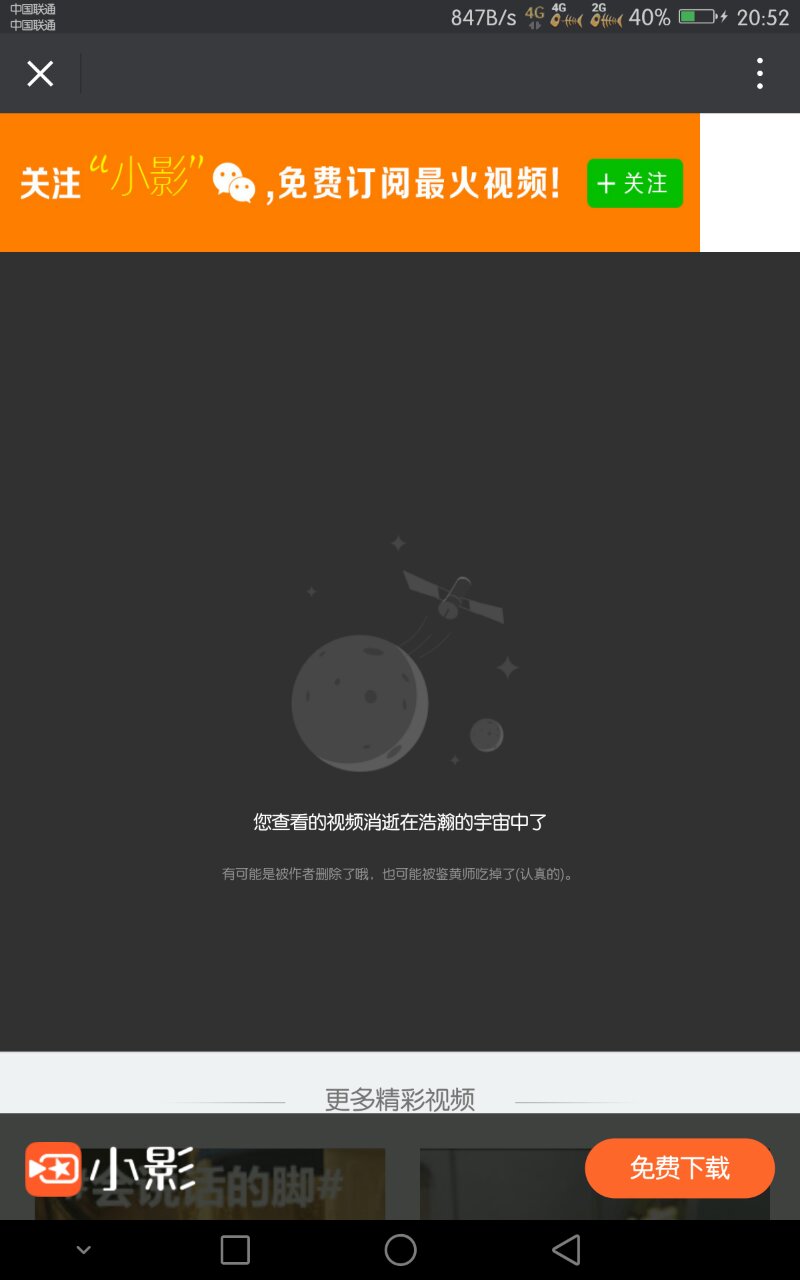 中国联通
中国联通
847B/s 4G 4G 2G 40% 20:52
关注“小影”,免费订阅最火视频! +关注
您查看的视频消逝在浩瀚的宇宙中了
有可能是被作者删除了哦，也可能被鉴黄师吃掉了(认真的)。
更多精彩视频
#会说话的脚#
小影 免费下载